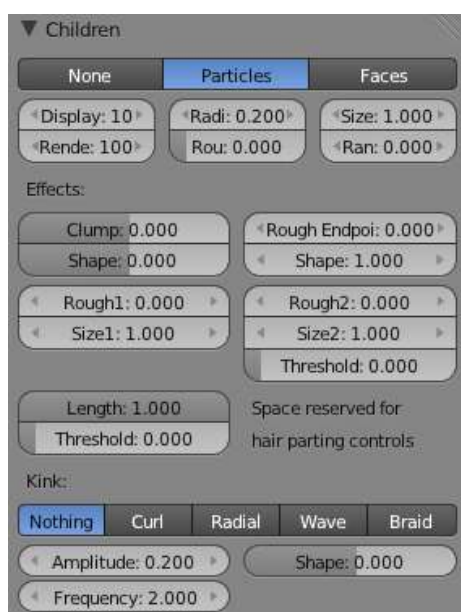 Children
None Particles Faces
Display: 10 Radi: 0.200 Size: 1.000
Rende: 100 Rou: 0.000 Ran: 0.000
Effects:
Clump: 0.000 Rough Endpoi: 0.000
Shape: 0.000 Shape: 1.000
Rough1: 0.000 Rough2: 0.000
Size1: 1.000 Size2: 1.000
Threshold: 0.000
Length: 1.000 Space reserved for
Threshold: 0.000 hair parting controls
Kink:
Nothing Curl Radial Wave Braid
Amplitude: 0.200 Shape: 0.000
Frequency: 2.000